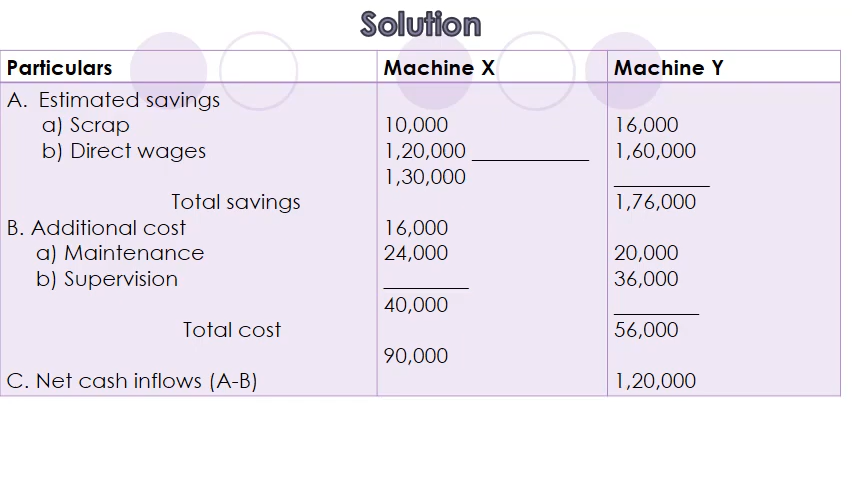 Solution
Particulars Machine X Machine Y
A. Estimated savings
a) Scrap 10,000 16,000
b) Direct wages 1,20,000 1,60,000
1,30,000
Total savings 1,76,000
B. Additional cost 16,000
a) Maintenance 24,000 20,000
b) Supervision 36,000
40,000
Total cost 56,000
90,000
C. Net cash inflows (A-B) 1,20,000